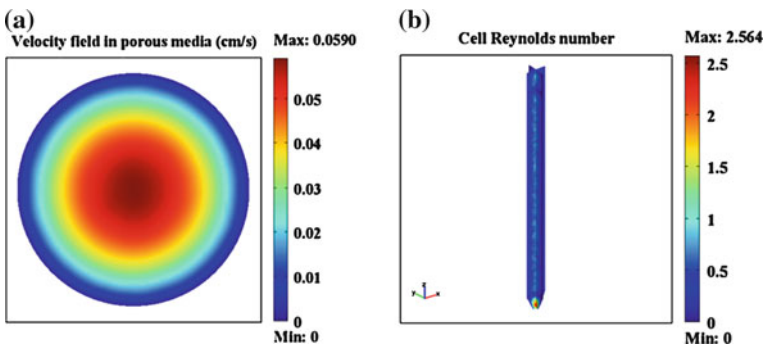 (a)
Velocity field in porous media (cm/s)
Max: 0.0590
0.05
0.04
0.03
0.02
0.01
0
Min: 0
(b)
Cell Reynolds number
Max: 2.564
2.5
2
1.5
1
0.5
0
Min: 0
z
y
x